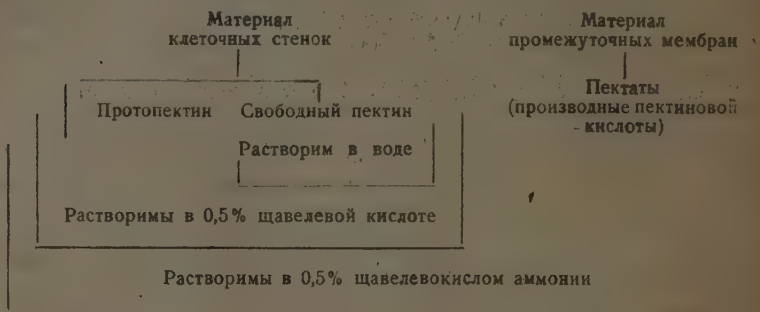 Материал
клеточных стенок
Материал
промежуточных мембран
Протопектин Свободный пектин
Пектаты
(производные пектиновой
- кислоты)
Растворим в воде
Растворимы в 0,5% щавелевой кислоте
Растворимы в 0,5% щавелевокислом аммонии